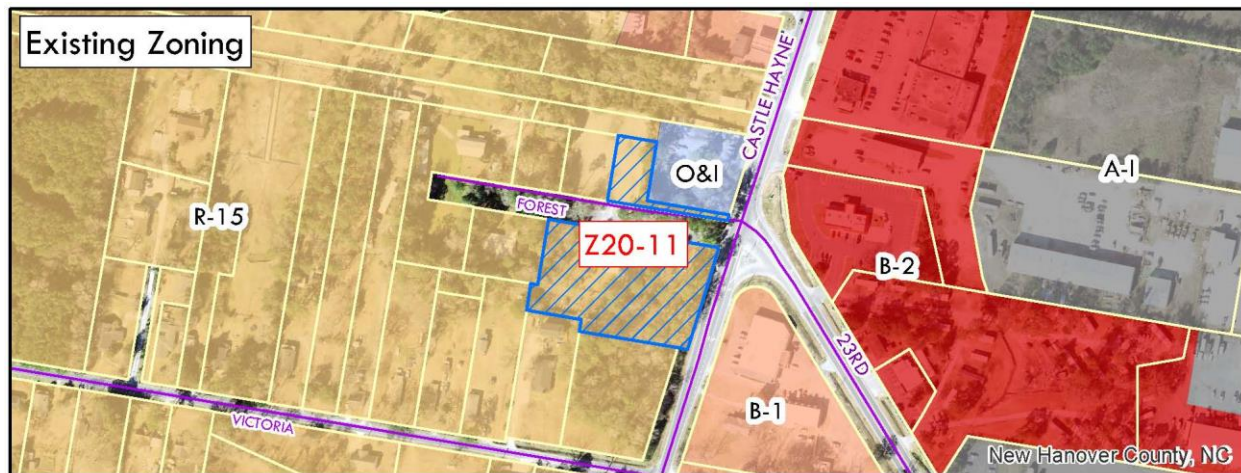 Existing Zoning
CASTLE HAYNE
O&I
A-I
FOREST
R-15
Z20-11
B-2
23RD
B-1
VICTORIA
New Hanover County, NC